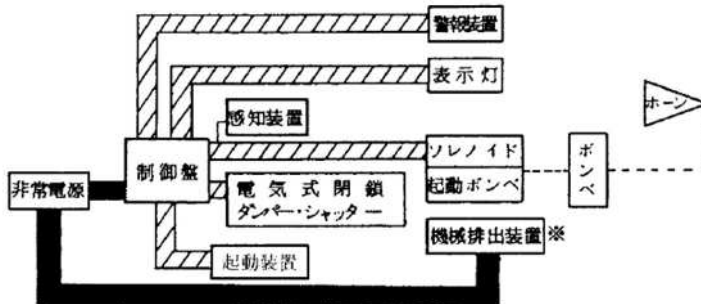 警報装置
表示灯
ホーン
感知装置
ソレノイド
ボンベ
制御盤
起動ボンベ
非常電源
電気式閉鎖
ダンパー・シャッター
機械排出装置※
起動装置